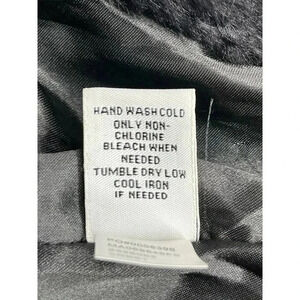 HAND WASH COLD
ONLY NON-
CHLORINE
BLEACH WHEN
NEEDED
TUMBLE DRY LOW
COOL IRON
IF NEEDED